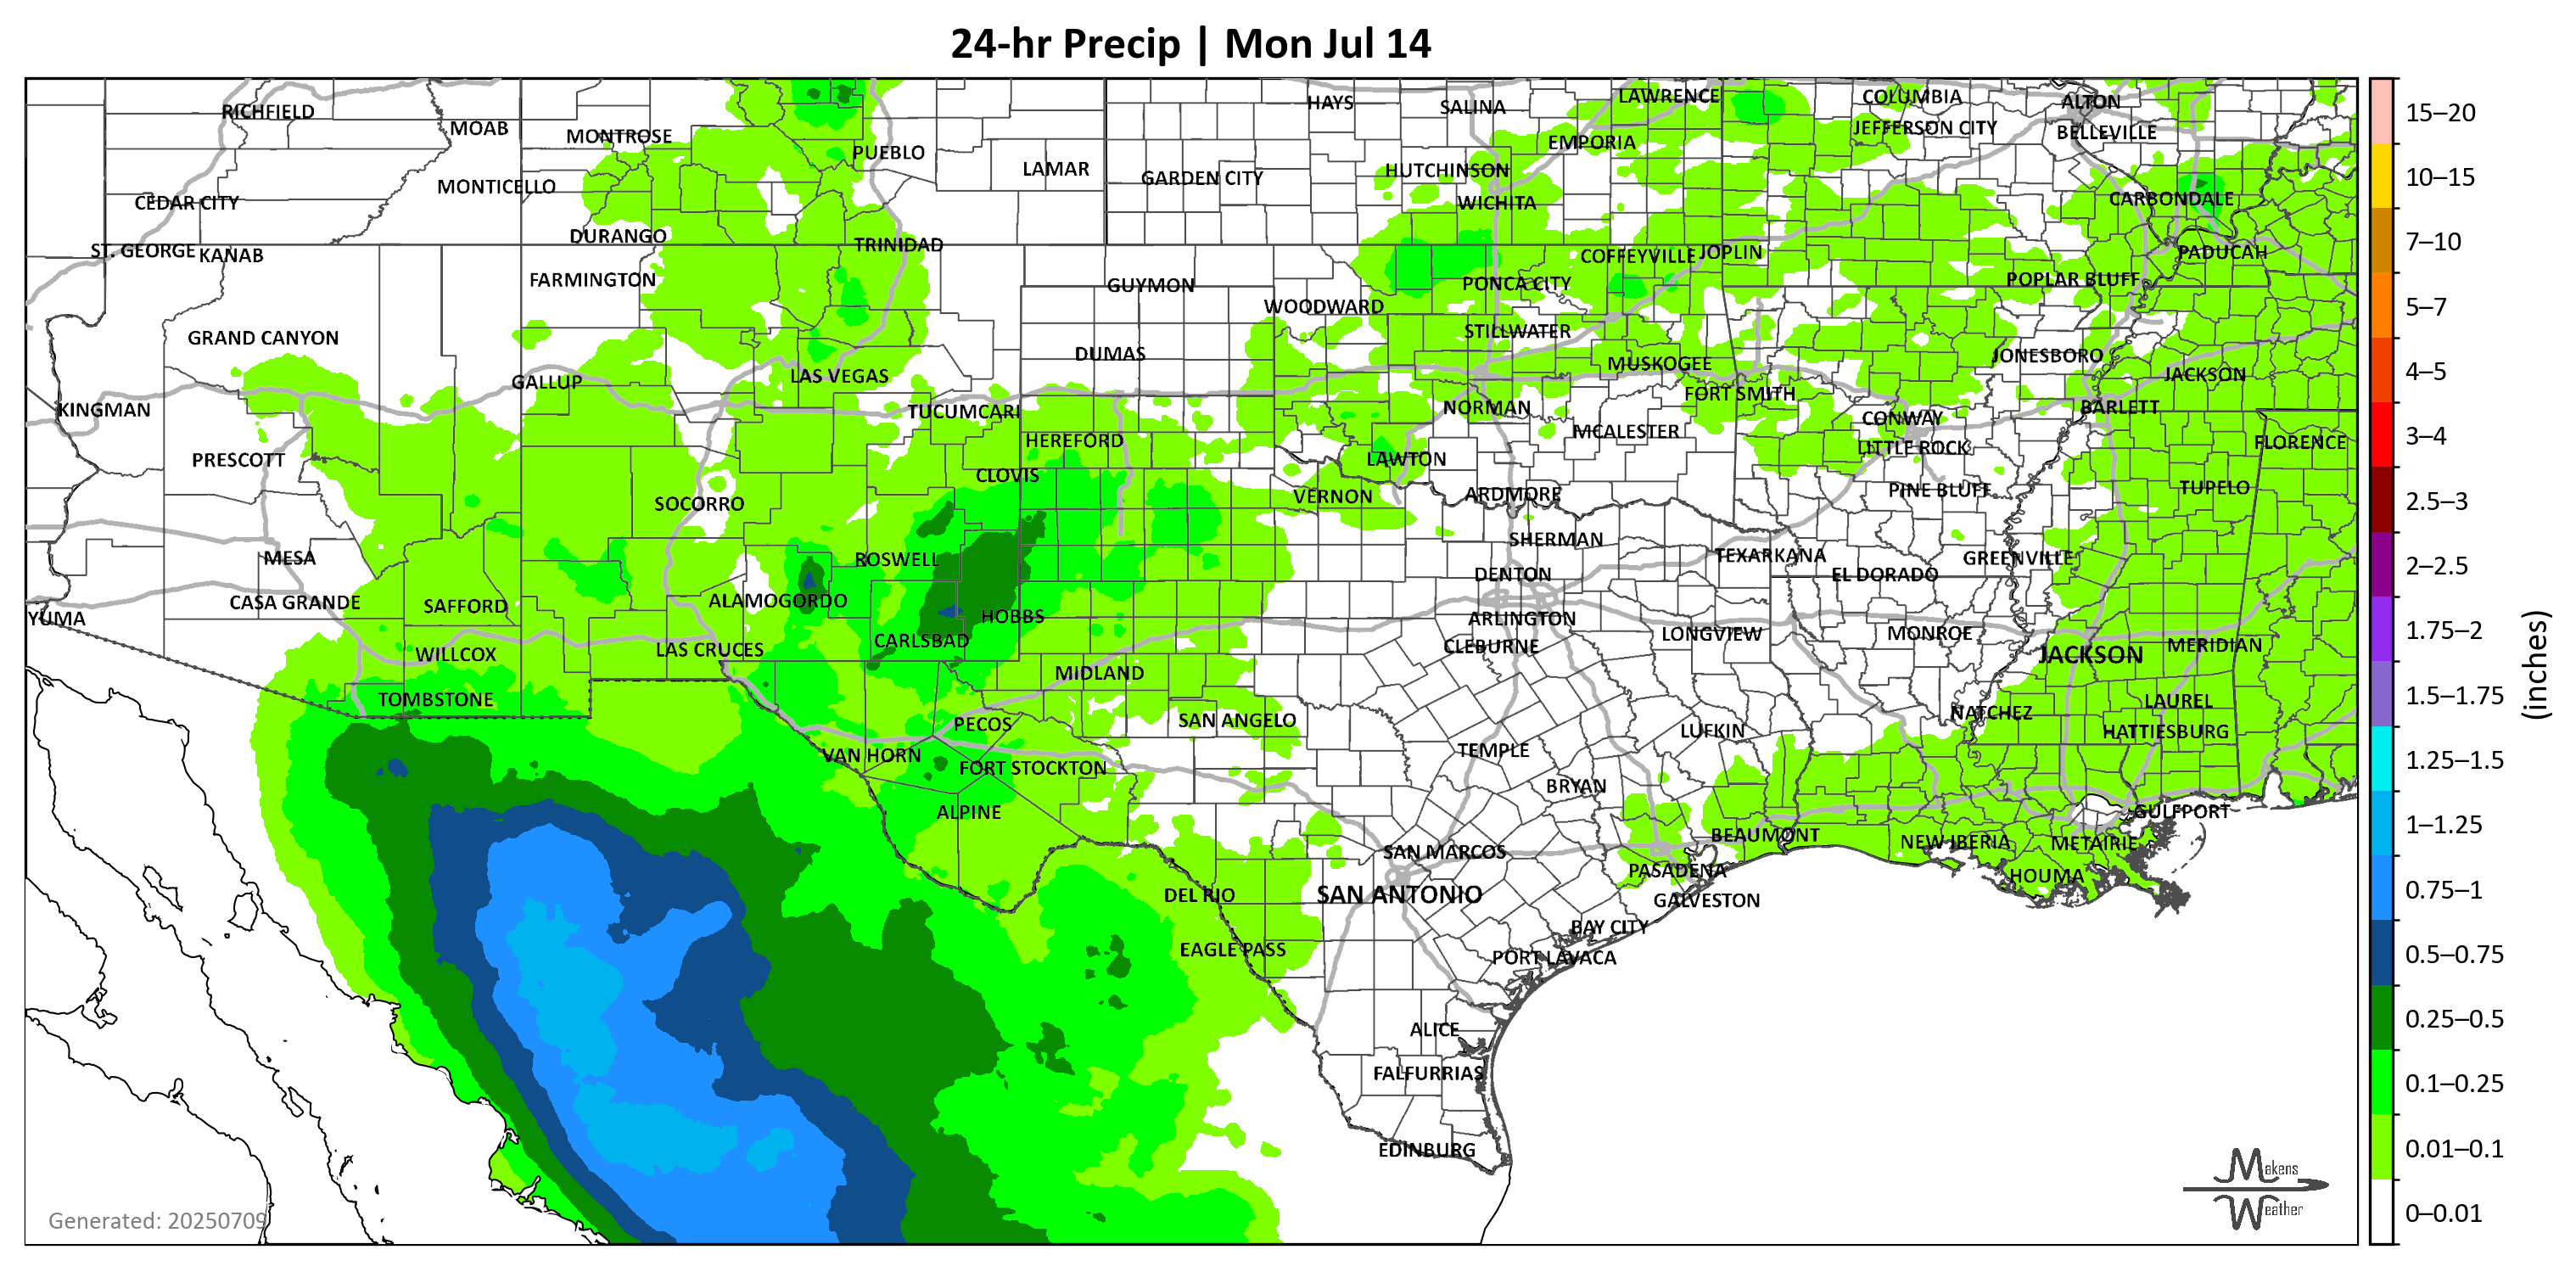 24-hr Precip | Mon Jul 14
RICHFIELD
MOAB
MONTROSE
PUEBLO
LAMAR
GARDEN CITY
HAYS
SALINA
LAWRENCE
COLUMBIA
ALTON
JEFFERSON CITY
BELLEVILLE
EMPORIA
HUTCHINSON
WICHITA
MONTICELLO
CEDAR CITY
CARBONDALE
DURANGO
TRINIDAD
ST. GEORGE
KANAB
FARMINGTON
GUYMON
WOODWARD
PONCA CITY
COFFEYVILLE
JOPLIN
POPLAR BLUFF
PADUCAH
GRAND CANYON
STILLWATER
DUMAS
MUSKOGEE
JONESBORO
JACKSON
GALLUP
LAS VEGAS
FORT SMITH
KINGMAN
TUCUMCARI
NORMAN
CONWAY
BARLETT
HEREFORD
MCALESTER
LITTLE ROCK
FLORENCE
PRESCOTT
CLOVIS
LAWTON
SOCORRO
VERNON
ARDMORE
PINE BLUFF
TUPELO
MESA
ROSWELL
SHERMAN
TEXARKANA
GREENVILLE
DENTON
EL DORADO
CASA GRANDE
SAFFORD
ALAMOGORDO
HOBBS
ARLINGTON
YUMA
CARLSBAD
CLEBURNE
LONGVIEW
MONROE
MERIDIAN
WILLCOX
LAS CRUCES
JACKSON
MIDLAND
TOMBSTONE
LAUREL
PECOS
SAN ANGELO
NATCHEZ
HATTIESBURG
VAN HORN
FORT STOCKTON
TEMPLE
LUFKIN
BRYAN
ALPINE
GULFPORT
BEAUMONT
NEW IBERIA
METAIRIE
SAN MARCOS
PASADENA
HOUMA
DEL RIO
SAN ANTONIO
GALVESTON
BAY CITY
EAGLE PASS
PORT LAVACA
ALICE
FALFURRIAS
EDINBURG
Generated: 20250709
Makens
Weather
15–20
10–15
7–10
5–7
4–5
3–4
2.5–3
2–2.5
1.75–2
1.5–1.75
1.25–1.5
1–1.25
0.75–1
0.5–0.75
0.25–0.5
0.1–0.25
0.01–0.1
0–0.01
(inches)